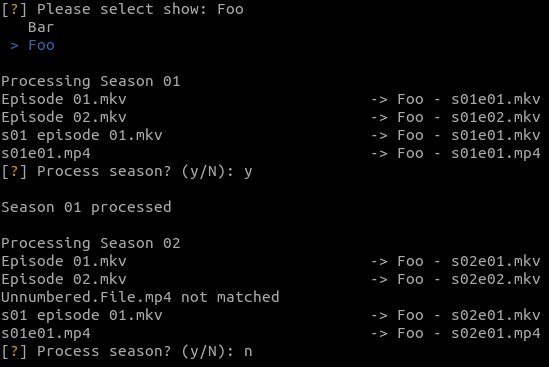 [?] Please select show: Foo
   Bar
 > Foo

Processing Season 01
Episode 01.mkv                           -> Foo - s01e01.mkv
Episode 02.mkv                           -> Foo - s01e02.mkv
s01 episode 01.mkv                       -> Foo - s01e01.mkv
s01e01.mp4                               -> Foo - s01e01.mp4
[?] Process season? (y/N): y

Season 01 processed

Processing Season 02
Episode 01.mkv                           -> Foo - s02e01.mkv
Episode 02.mkv                           -> Foo - s02e02.mkv
Unnumbered.File.mp4 not matched
s01 episode 01.mkv                       -> Foo - s02e01.mkv
s01e01.mp4                               -> Foo - s02e01.mp4
[?] Process season? (y/N): n